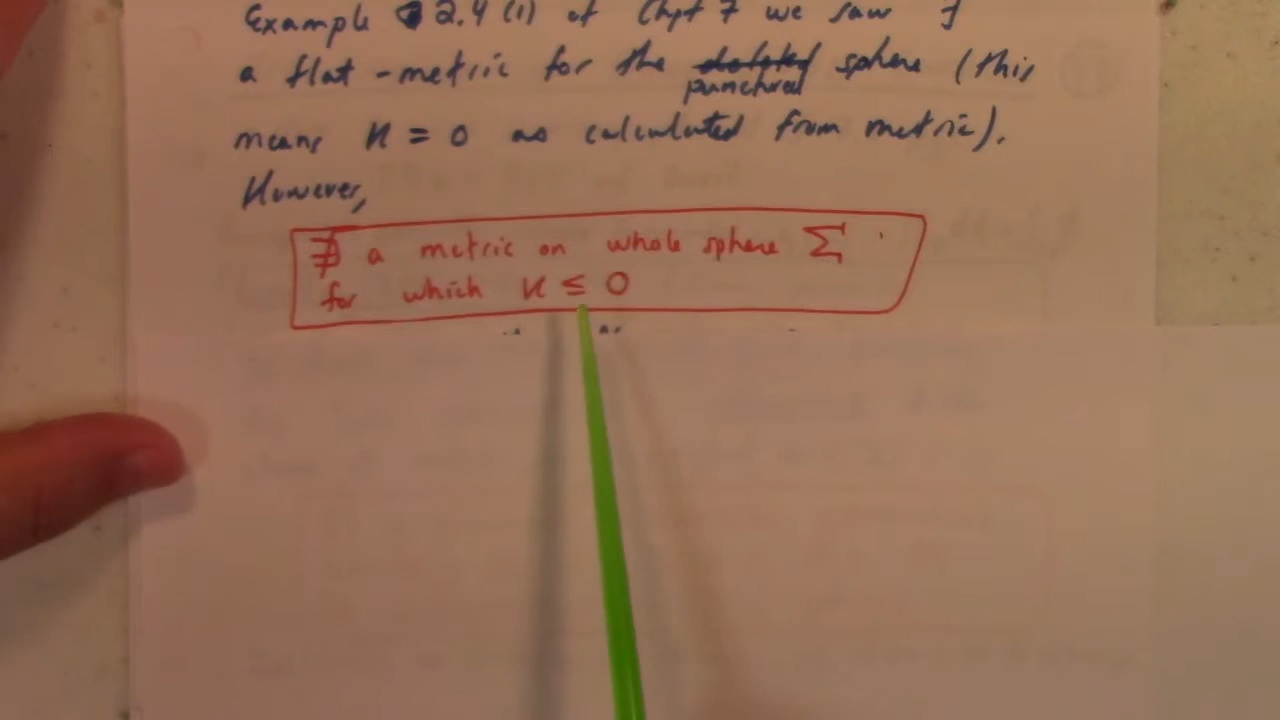 Example 2.4 (1) of Chpt 7 we saw ∃
a flat-metric for the deleted punctured sphere (this
means K = 0 as calculated from metric).
However,
∄ a metric on whole sphere Σ
for which K ≤ 0